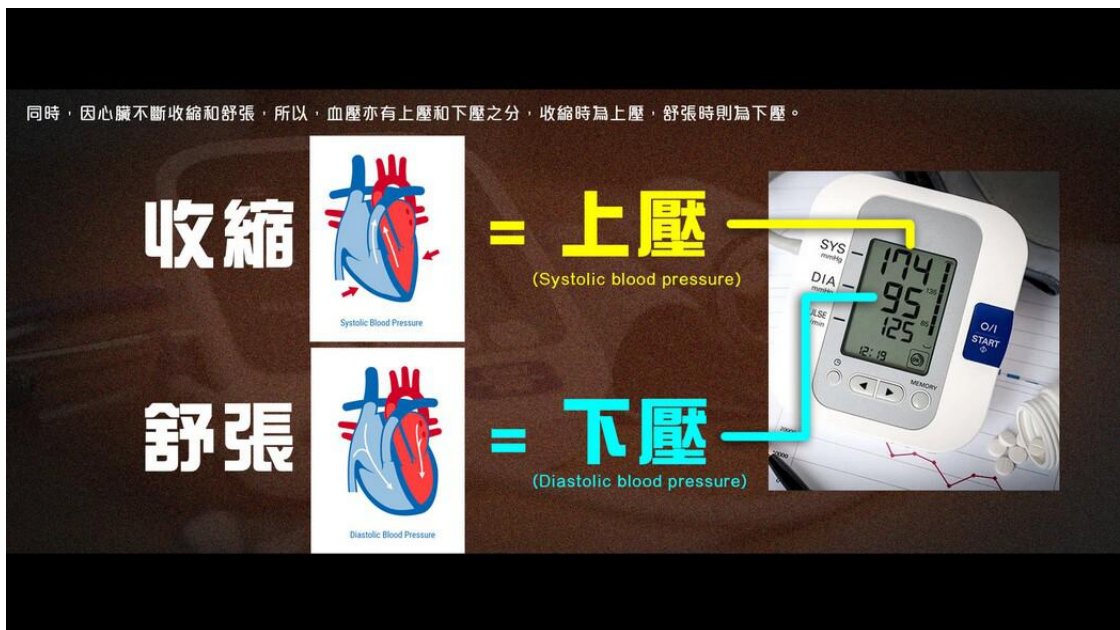 同時，因心臟不斷收縮和舒張，所以，血壓亦有上壓和下壓之分，收縮時為上壓，舒張時則為下壓。
收縮
Systolic Blood Pressure
= 上壓
(Systolic blood pressure)
舒張
Diastolic Blood Pressure
= 下壓
(Diastolic blood pressure)
SYS
mmHg
174
DIA
mmHg
95
135
85
125
12:19
O/I
START
MEMORY